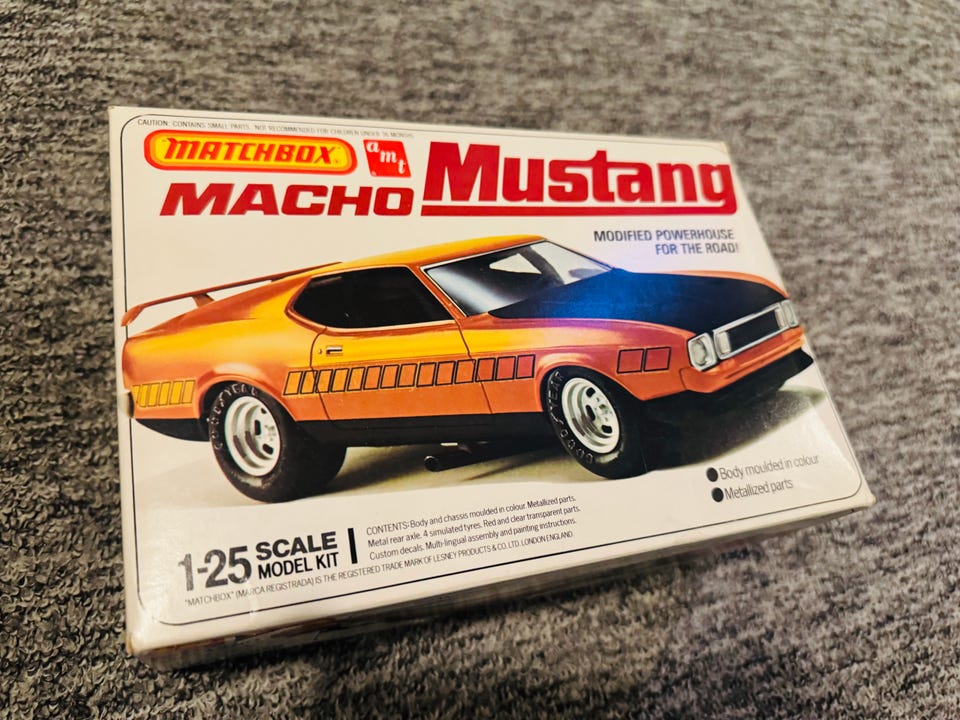 CAUTION: CONTAINS SMALL PARTS. NOT RECOMMENDED FOR CHILDREN UNDER 36 MONTHS
MATCHBOX
amt
MACHO Mustang
MODIFIED POWERHOUSE
FOR THE ROAD!
GOODYEAR
GOODYEAR
Body moulded in colour
Metallized parts
1-25 SCALE
MODEL KIT
CONTENTS: Body and chassis moulded in colour. Metallized parts.
Metal rear axle. 4 simulated tyres. Red and clear transparent parts.
Custom decals. Multi-lingual assembly and painting instructions.
"MATCHBOX" (MARCA REGISTRADA) IS THE REGISTERED TRADE MARK OF LESNEY PRODUCTS & CO. LTD. LONDON ENGLAND.